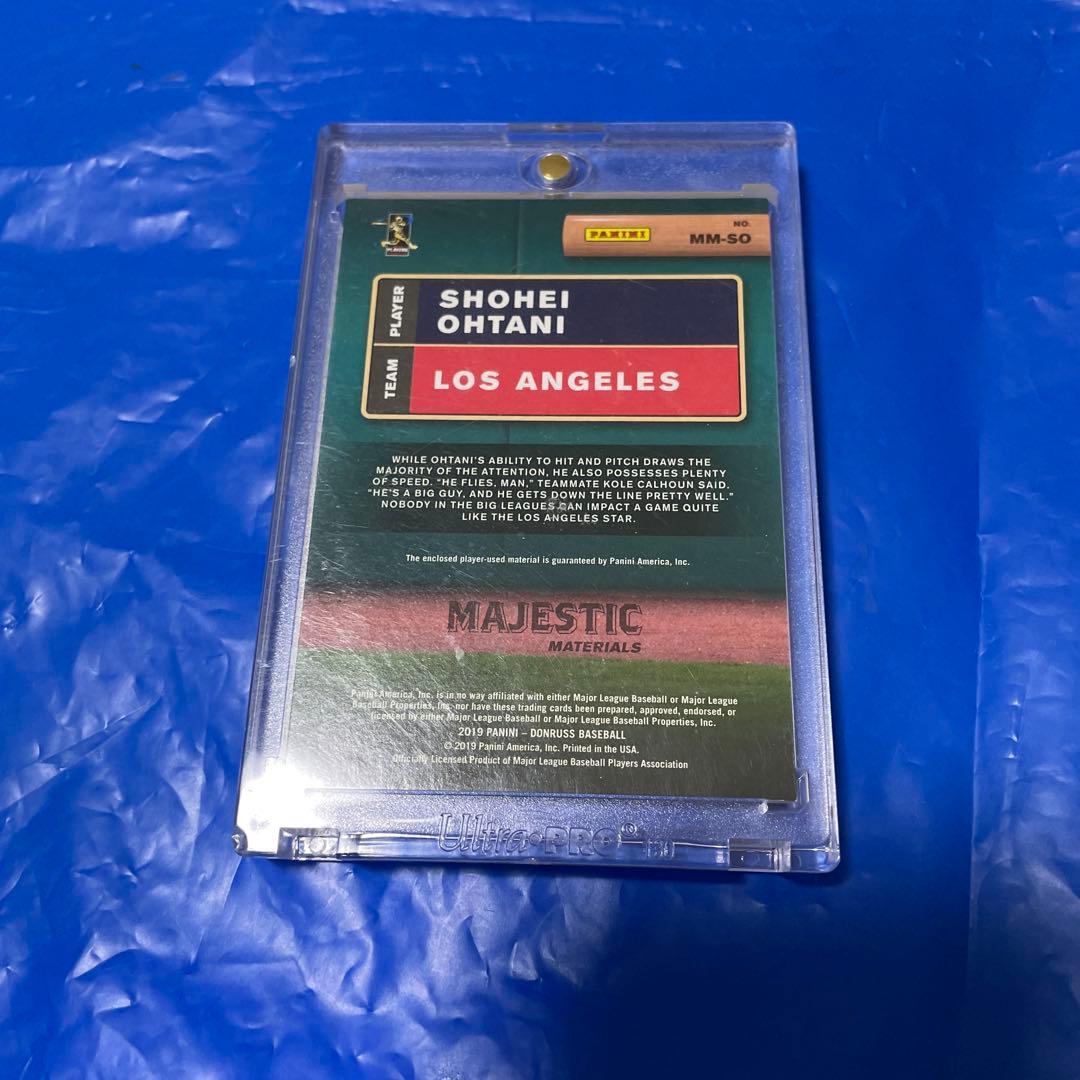 PLAYERS
PANINI
NO.
MM-SO
PLAYER
SHOHEI
OHTANI
TEAM
LOS ANGELES
WHILE OHTANI'S ABILITY TO HIT AND PITCH DRAWS THE
MAJORITY OF THE ATTENTION, HE ALSO POSSESSES PLENTY
OF SPEED. "HE FLIES, MAN," TEAMMATE KOLE CALHOUN SAID.
"HE'S A BIG GUY, AND HE GETS DOWN THE LINE PRETTY WELL."
NOBODY IN THE BIG LEAGUES CAN IMPACT A GAME QUITE
LIKE THE LOS ANGELES STAR.
The enclosed player-used material is guaranteed by Panini America, Inc.
MAJESTIC
MATERIALS
Panini America, Inc. is in no way affiliated with either Major League Baseball or Major League
Baseball Properties, Inc. nor have these trading cards been prepared, approved, endorsed, or
licensed by either Major League Baseball or Major League Baseball Properties, Inc.
2019 PANINI – DONRUSS BASEBALL
© 2019 Panini America, Inc. Printed in the USA.
Officially Licensed Product of Major League Baseball Players Association
Ultra·PRO®